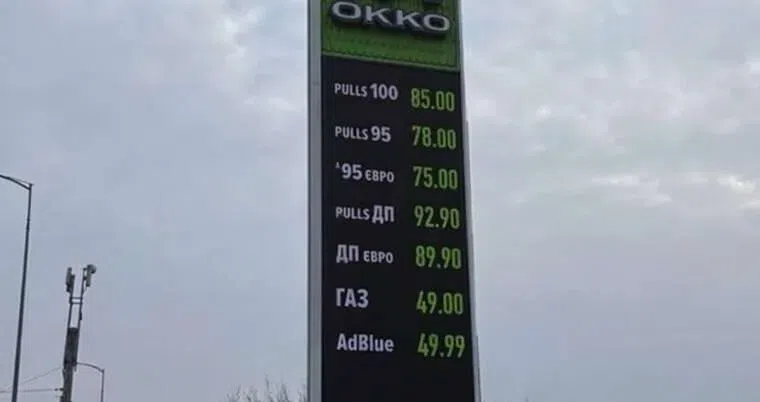 OKKO
PULLS 100 85.00
PULLS 95 78.00
А95 ЄВРО 75.00
PULLS ДП 92.90
ДП ЄВРО 89.90
ГАЗ 49.00
AdBlue 49.99